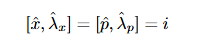 [x̂, λ̂ₓ] = [p̂, λ̂ₚ] = i